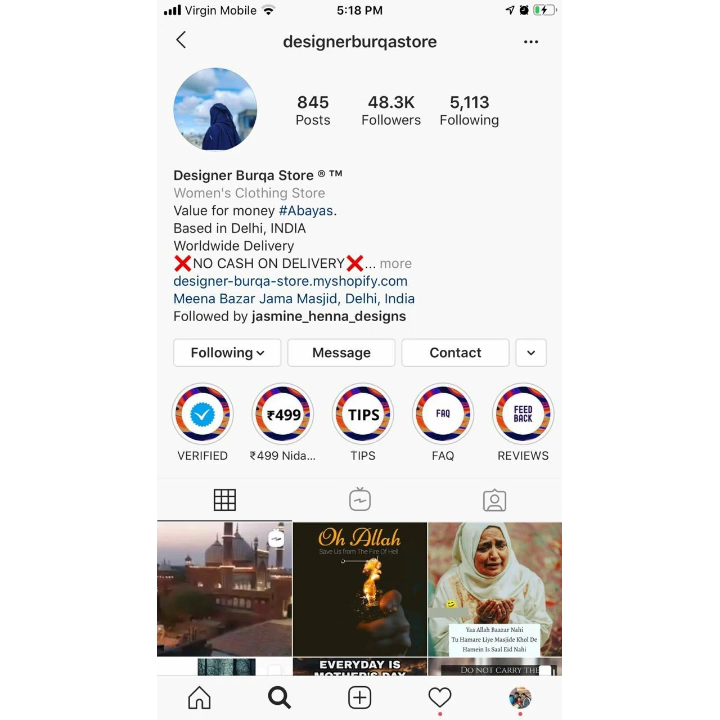 Virgin Mobile
5:18 PM
designerburqastore
845 48.3K 5,113
Posts Followers Following
Designer Burqa Store ® ™
Women's Clothing Store
Value for money #Abayas.
Based in Delhi, INDIA
Worldwide Delivery
❌NO CASH ON DELIVERY❌... more
designer-burqa-store.myshopify.com
Meena Bazar Jama Masjid, Delhi, India
Followed by jasmine_henna_designs
Following Message Contact
₹499 TIPS FAQ FEED
BACK
VERIFIED ₹499 Nida... TIPS FAQ REVIEWS
Oh Allah
Save Us from The Fire Of Hell
Yaa Allah Baazar Nahi
Tu Hamare Liye Masjide Khol De
Hamein Is Saal Eid Nahi
EVERYDAY IS
MOTHER'S DAY
DO NOT CARRY THE